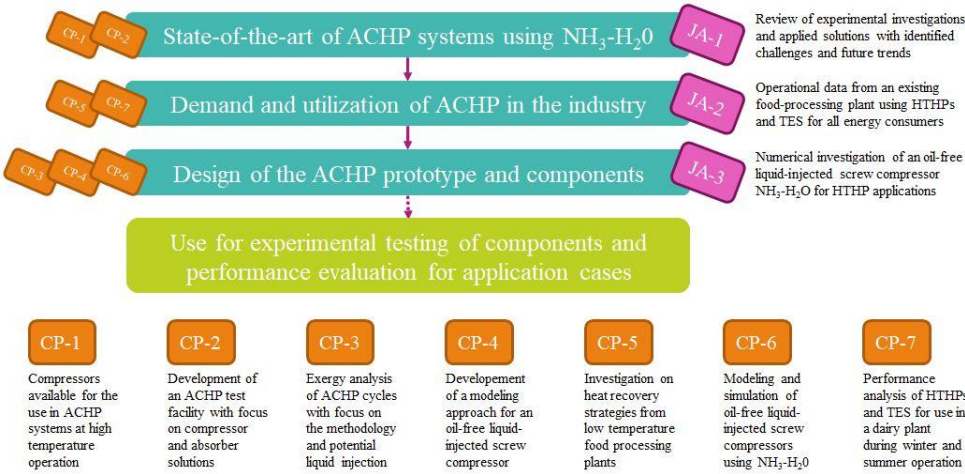 CP-1 CP-2 State-of-the-art of ACHP systems using NH₃-H₂0 JA-1
Review of experimental investigations
and applied solutions with identified
challenges and future trends
CP-5 CP-7 Demand and utilization of ACHP in the industry JA-2
Operational data from an existing
food-processing plant using HTHPs
and TES for all energy consumers
CP-3 CP-4 CP-6 Design of the ACHP prototype and components JA-3
Numerical investigation of an oil-free
liquid-injected screw compressor
NH₃-H₂O for HTHP applications
Use for experimental testing of components and
performance evaluation for application cases
CP-1
Compressors
available for the
use in ACHP
systems at high
temperature
operation
CP-2
Development of
an ACHP test
facility with focus
on compressor
and absorber
solutions
CP-3
Exergy analysis
of ACHP cycles
with focus on
the methodology
and potential
liquid injection
CP-4
Developement
of a modeling
approach for an
oil-free liquid-
injected screw
compressor
CP-5
Investigation on
heat recovery
strategies from
low temperature
food processing
plants
CP-6
Modeling and
simulation of
oil-free liquid-
injected screw
compressors
using NH₃-H₂0
CP-7
Performance
analysis of HTHPs
and TES for use in
a dairy plant
during winter and
summer operation